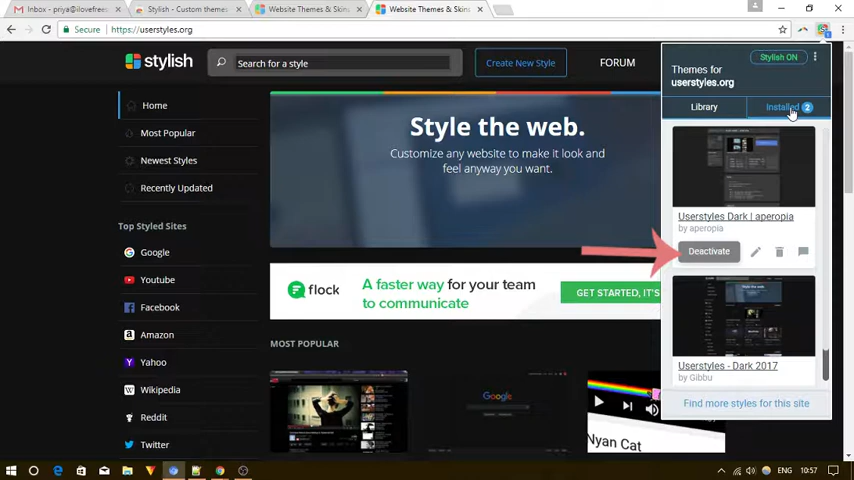 Inbox - priya@ilovefrees
Stylish - Custom themes
Website Themes & Skins
Website Themes & Skins
Secure
https://userstyles.org
stylish
Search for a style
Create New Style
FORUM
Stylish ON
Themes for
userstyles.org
Library
Installed 2
Home
Most Popular
Newest Styles
Recently Updated
Top Styled Sites
Google
Youtube
Facebook
Amazon
Yahoo
Wikipedia
Reddit
Twitter
Style the web.
Customize any website to make it look and
feel anyway you want.
flock
A faster way for your team
to communicate
GET STARTED, IT'S
MOST POPULAR
Google
Nyan Cat
Userstyles Dark | aperopia
by aperopia
Deactivate
Userstyles - Dark 2017
by Gibbu
Find more styles for this site
ENG
10:57